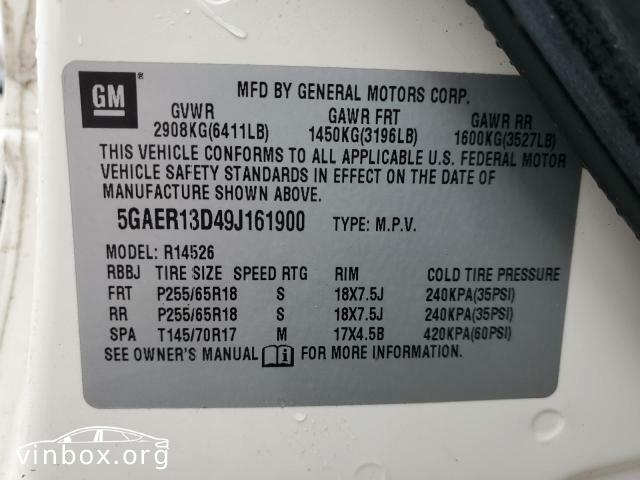 GM ®
MFD BY GENERAL MOTORS CORP.
GVWR GAWR FRT GAWR RR
2908KG(6411LB) 1450KG(3196LB) 1600KG(3527LB)
THIS VEHICLE CONFORMS TO ALL APPLICABLE U.S. FEDERAL MOTOR
VEHICLE SAFETY STANDARDS IN EFFECT ON THE DATE OF
MANUFACTURE SHOWN ABOVE.
5GAER13D49J161900 TYPE: M.P.V.
MODEL: R14526
RBBJ TIRE SIZE SPEED RTG RIM COLD TIRE PRESSURE
FRT P255/65R18 S 18X7.5J 240KPA(35PSI)
RR P255/65R18 S 18X7.5J 240KPA(35PSI)
SPA T145/70R17 M 17X4.5B 420KPA(60PSI)
SEE OWNER'S MANUAL FOR MORE INFORMATION.
vinbox.org